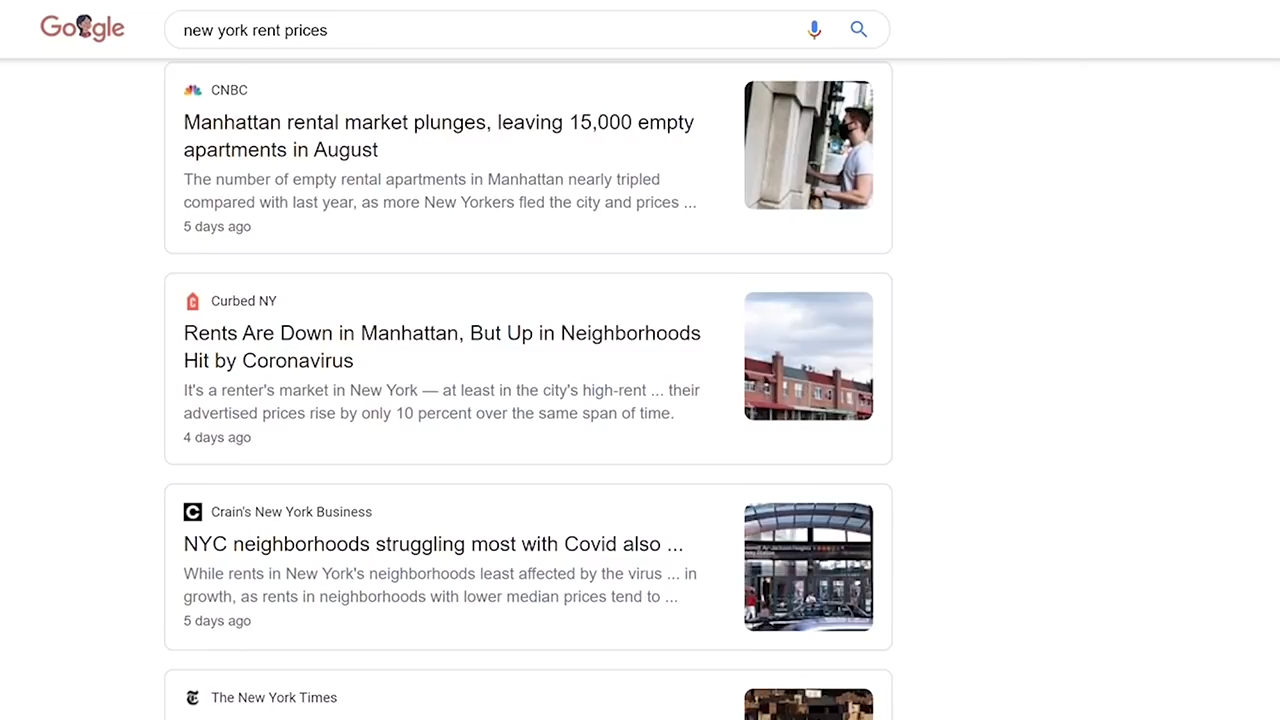 Google
new york rent prices
CNBC
Manhattan rental market plunges, leaving 15,000 empty
apartments in August
The number of empty rental apartments in Manhattan nearly tripled
compared with last year, as more New Yorkers fled the city and prices ...
5 days ago
Curbed NY
Rents Are Down in Manhattan, But Up in Neighborhoods
Hit by Coronavirus
It's a renter's market in New York — at least in the city's high-rent ... their
advertised prices rise by only 10 percent over the same span of time.
4 days ago
Crain's New York Business
NYC neighborhoods struggling most with Covid also ...
While rents in New York's neighborhoods least affected by the virus ... in
growth, as rents in neighborhoods with lower median prices tend to ...
5 days ago
The New York Times